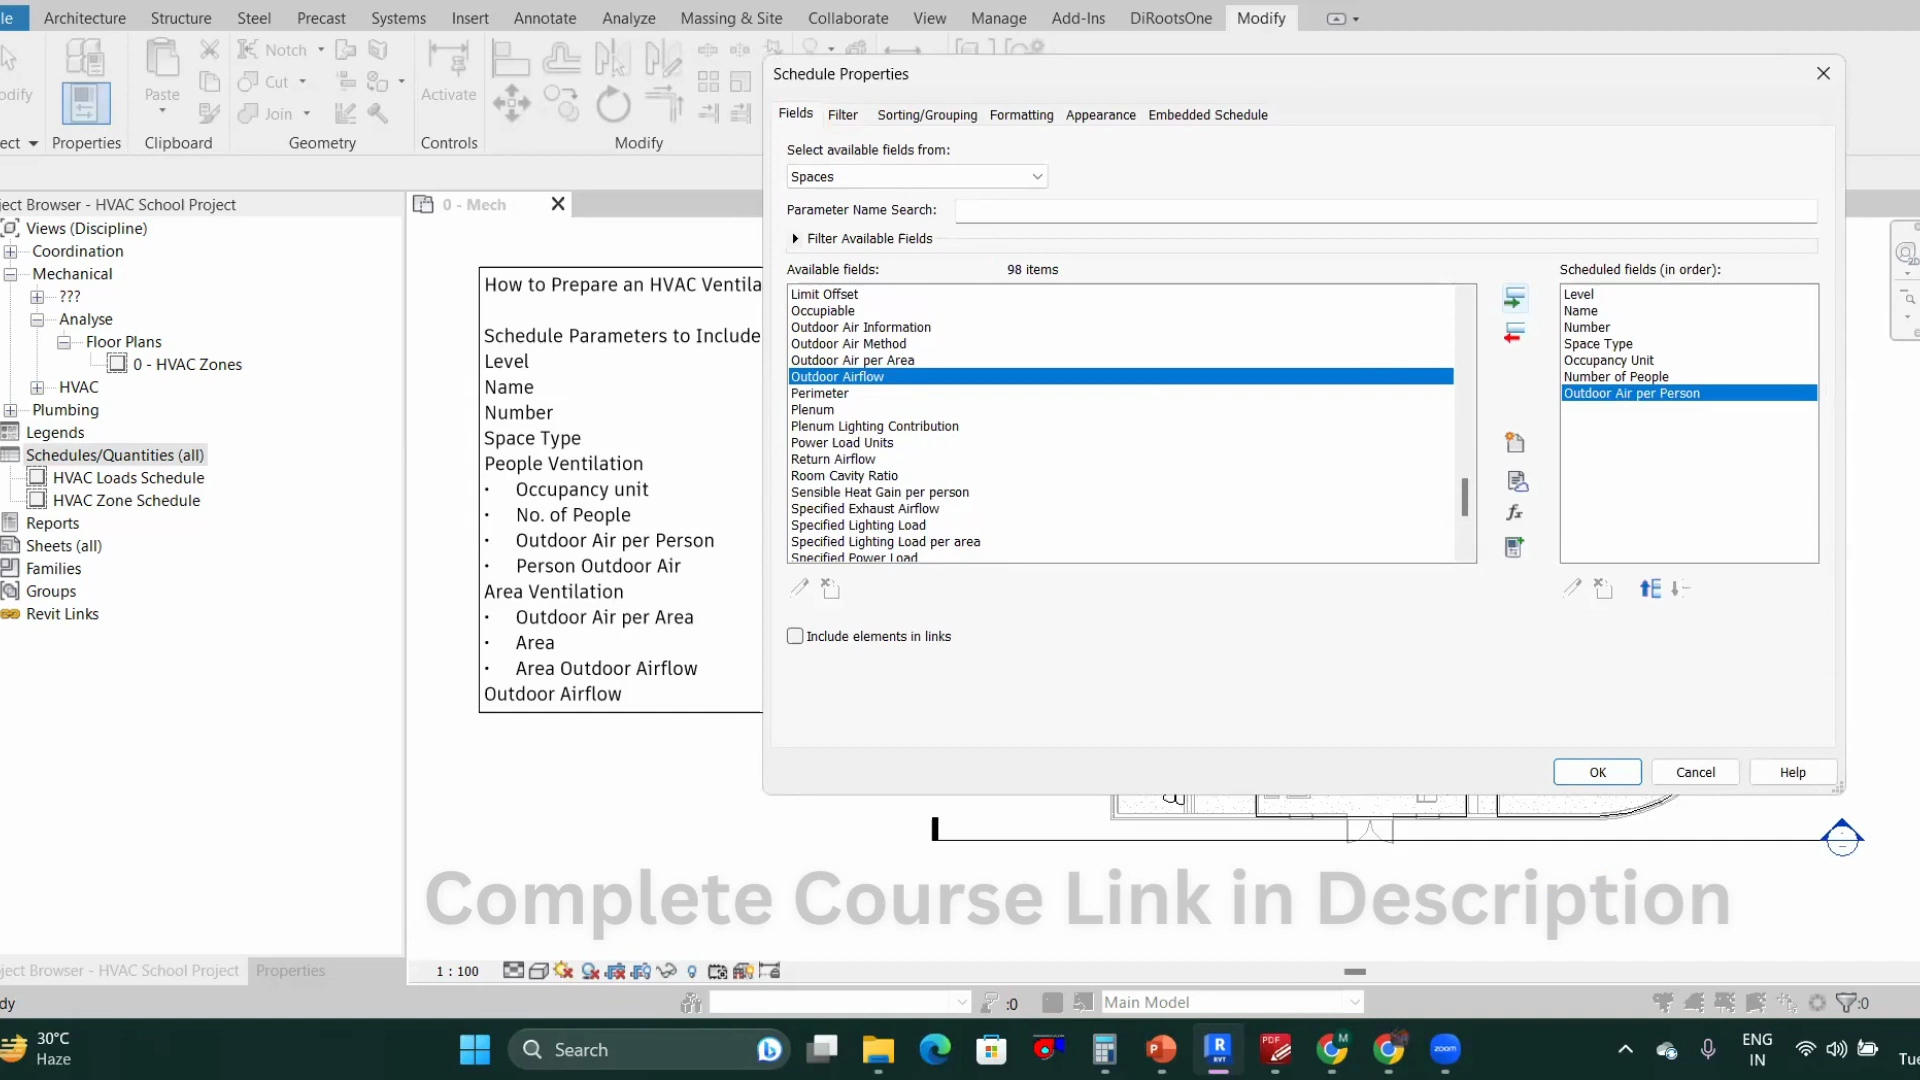 Architecture Structure Steel Precast Systems Insert Annotate Analyze Massing & Site Collaborate View Manage Add-Ins DiRootsOne Modify
Notch
Cut
Join
Paste
Activate
Properties Clipboard Geometry Controls Modify
Schedule Properties
Fields Filter Sorting/Grouping Formatting Appearance Embedded Schedule
Select available fields from:
Spaces
Parameter Name Search:
Filter Available Fields
Available fields: 98 items
Limit Offset
Occupiable
Outdoor Air Information
Outdoor Air Method
Outdoor Air per Area
Outdoor Airflow
Perimeter
Plenum
Plenum Lighting Contribution
Power Load Units
Return Airflow
Room Cavity Ratio
Sensible Heat Gain per person
Specified Exhaust Airflow
Specified Lighting Load
Specified Lighting Load per area
Specified Power Load
Scheduled fields (in order):
Level
Name
Number
Space Type
Occupancy Unit
Number of People
Outdoor Air per Person
Include elements in links
OK Cancel Help
ject Browser - HVAC School Project
Views (Discipline)
Coordination
Mechanical
???
Analyse
Floor Plans
0 - HVAC Zones
HVAC
Plumbing
Legends
Schedules/Quantities (all)
HVAC Loads Schedule
HVAC Zone Schedule
Reports
Sheets (all)
Families
Groups
Revit Links
0 - Mech
How to Prepare an HVAC Ventila
Schedule Parameters to Include
Level
Name
Number
Space Type
People Ventilation
· Occupancy unit
· No. of People
· Outdoor Air per Person
· Person Outdoor Air
Area Ventilation
· Outdoor Air per Area
· Area
· Area Outdoor Airflow
Outdoor Airflow
Complete Course Link in Description
ject Browser - HVAC School Project Properties
1 : 100
dy
:0
Main Model
:0
30°C
Haze
Search
PDF
RVT
zoom
M
ENG
IN
Tue